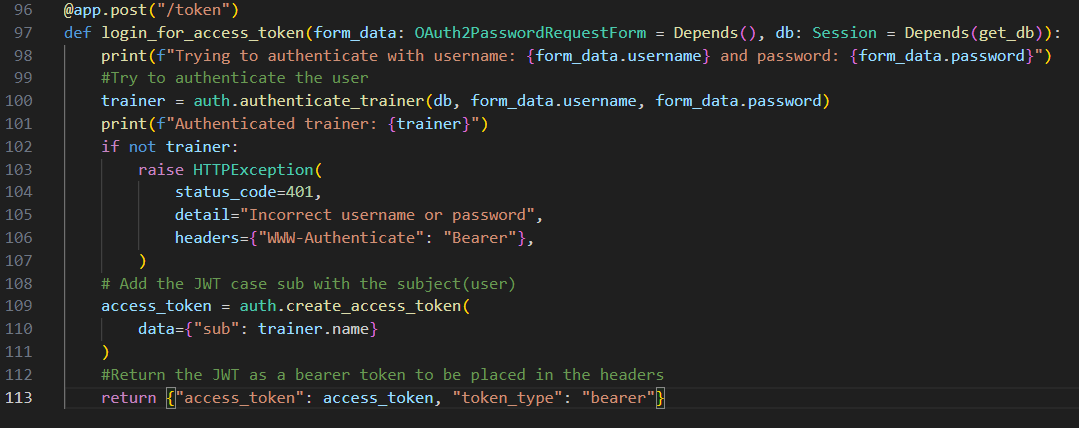 96 @app.post("/token")
97 def login_for_access_token(form_data: OAuth2PasswordRequestForm = Depends(), db: Session = Depends(get_db)):
98     print(f"Trying to authenticate with username: {form_data.username} and password: {form_data.password}")
99     #Try to authenticate the user
100     trainer = auth.authenticate_trainer(db, form_data.username, form_data.password)
101     print(f"Authenticated trainer: {trainer}")
102     if not trainer:
103         raise HTTPException(
104             status_code=401,
105             detail="Incorrect username or password",
106             headers={"WWW-Authenticate": "Bearer"},
107         )
108     # Add the JWT case sub with the subject(user)
109     access_token = auth.create_access_token(
110         data={"sub": trainer.name}
111     )
112     #Return the JWT as a bearer token to be placed in the headers
113     return {"access_token": access_token, "token_type": "bearer"}